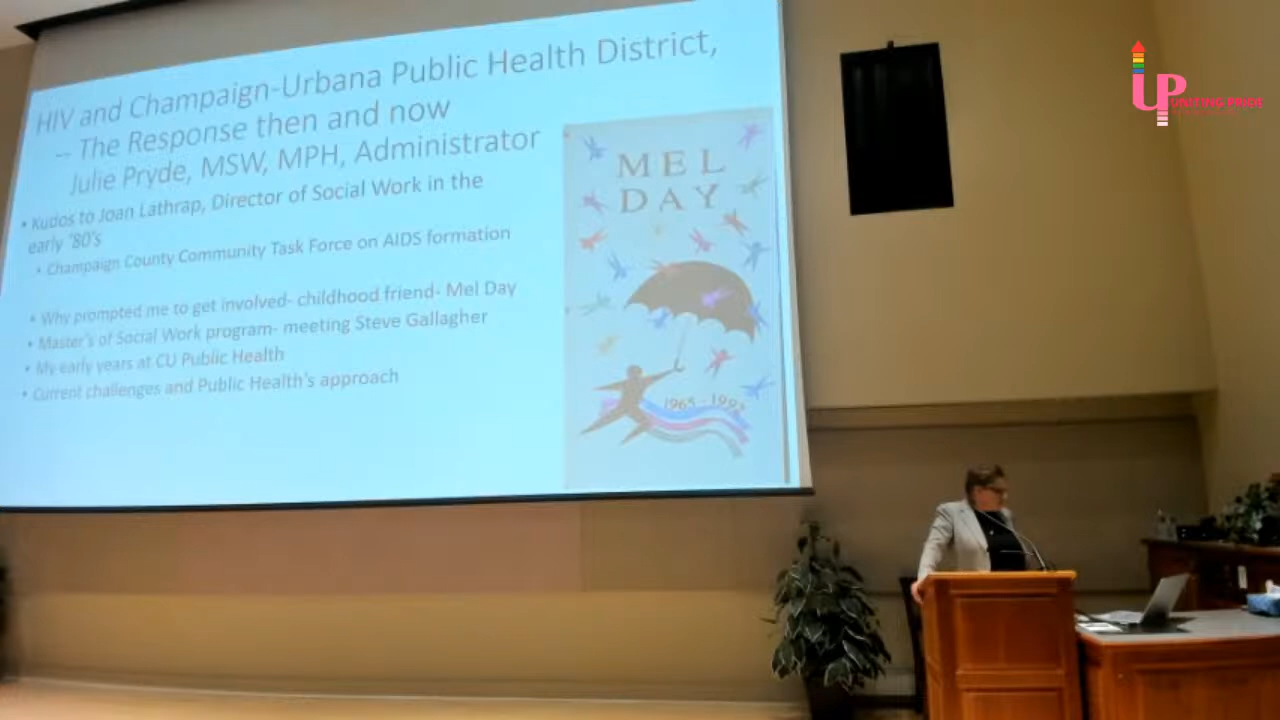 HIV and Champaign-Urbana Public Health District,
-- The Response then and now
Julie Pryde, MSW, MPH, Administrator
• Kudos to Joan Lathrap, Director of Social Work in the
early '80's
• Champaign County Community Task Force on AIDS formation
• Why prompted me to get involved- childhood friend- Mel Day
• Master's of Social Work program- meeting Steve Gallagher
• My early years at CU Public Health
• Current challenges and Public Health's approach
MEL
DAY
UP
UNITING PRIDE